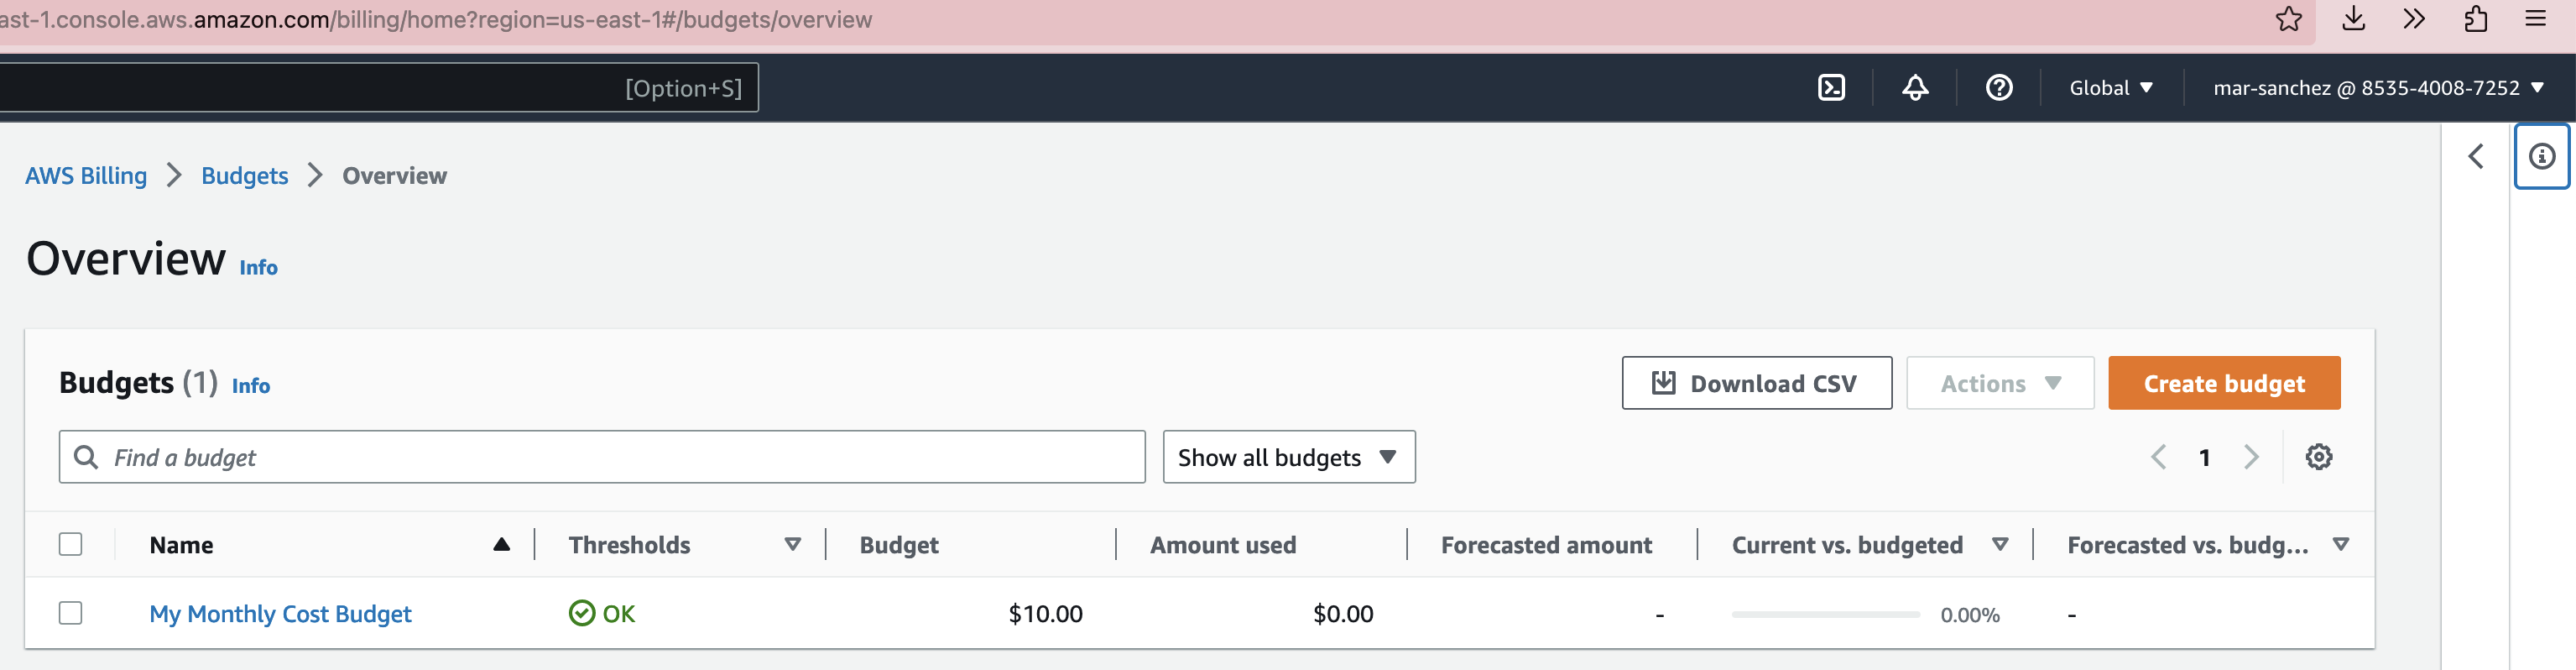 ast-1.console.aws.amazon.com/billing/home?region=us-east-1#/budgets/overview
[Option+S]
Global
mar-sanchez @ 8535-4008-7252
AWS Billing > Budgets > Overview
Overview Info
Budgets (1) Info
Download CSV
Actions
Create budget
Find a budget
Show all budgets
1
Name Thresholds Budget Amount used Forecasted amount Current vs. budgeted Forecasted vs. budg...
My Monthly Cost Budget OK $10.00 $0.00 - 0.00% -